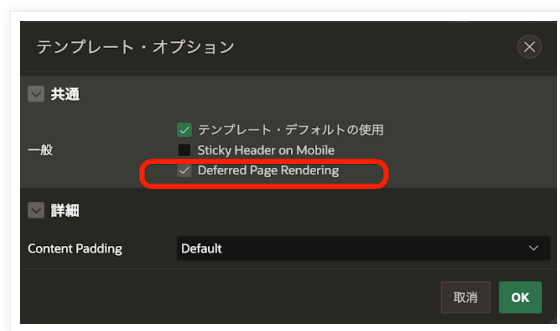 テンプレート・オプション
共通
一般
テンプレート・デフォルトの使用
Sticky Header on Mobile
Deferred Page Rendering
詳細
Content Padding Default
取消 OK